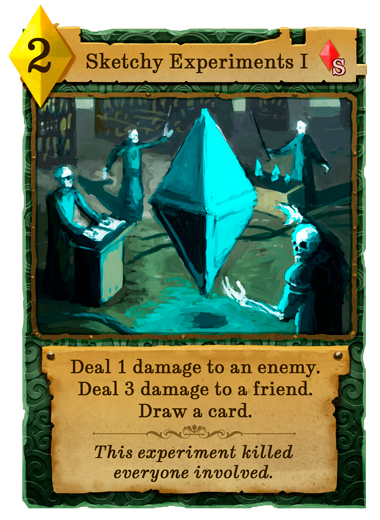 2
Sketchy Experiments I
S
Deal 1 damage to an enemy.
Deal 3 damage to a friend.
Draw a card.
This experiment killed
everyone involved.